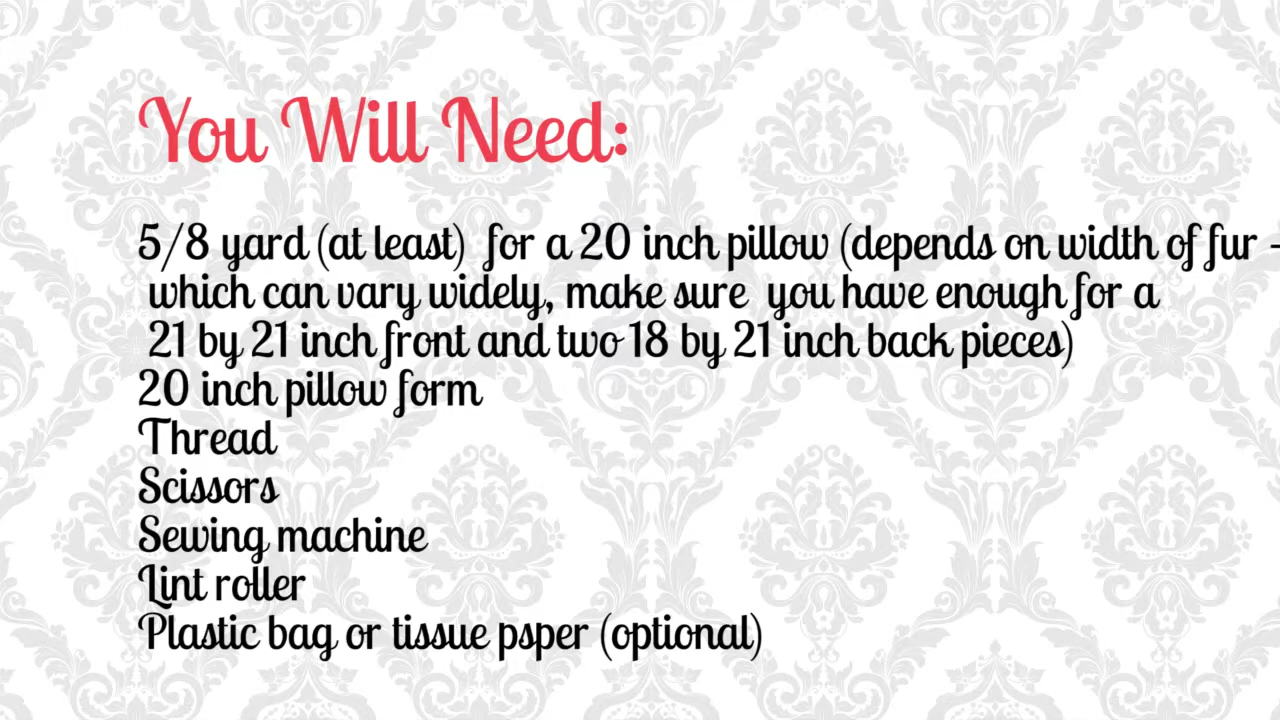 You Will Need:
5/8 yard (at least) for a 20 inch pillow (depends on width of fur -
which can vary widely, make sure you have enough for a
21 by 21 inch front and two 18 by 21 inch back pieces)
20 inch pillow form
Thread
Scissors
Sewing machine
Lint roller
Plastic bag or tissue psper (optional)